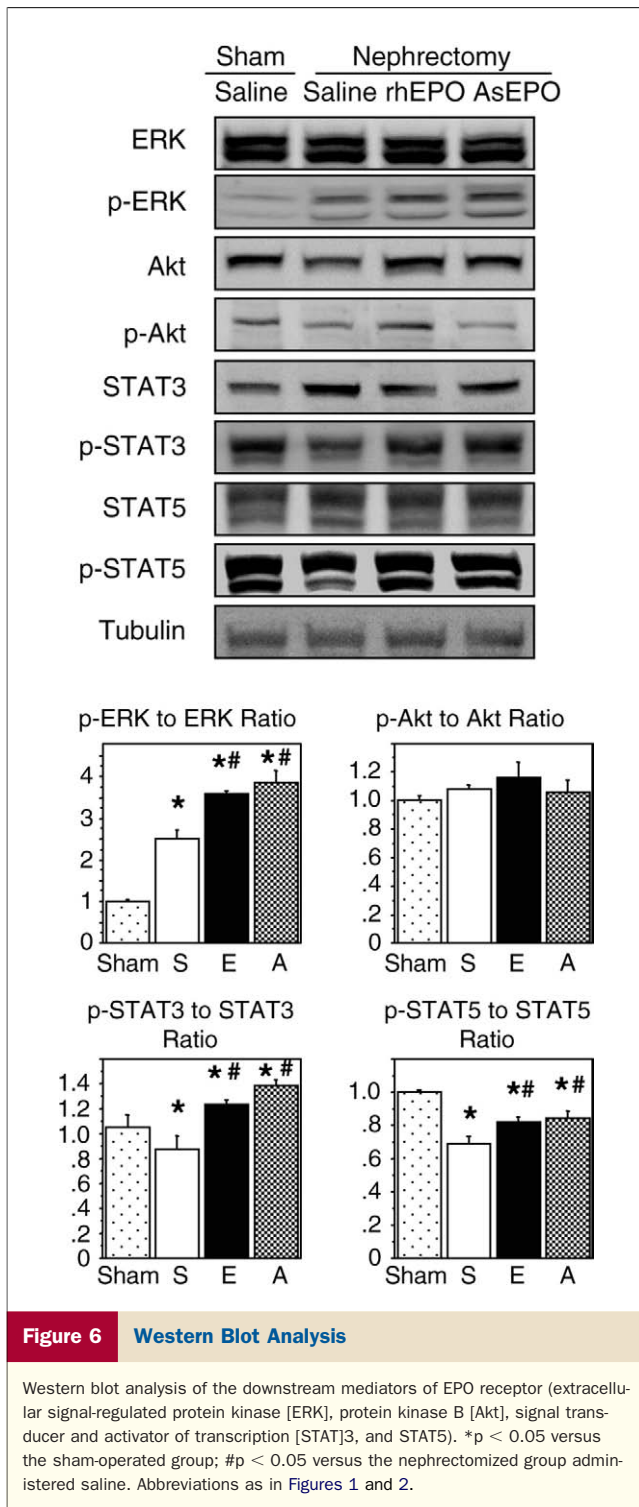 Sham Nephrectomy
Saline Saline rhEPO AsEPO
ERK
p-ERK
Akt
p-Akt
STAT3
p-STAT3
STAT5
p-STAT5
Tubulin
p-ERK to ERK Ratio
4
3
2
1
0
* *# *#
Sham S E A
p-Akt to Akt Ratio
1.2
1.0
.8
.6
.4
.2
0
Sham S E A
p-STAT3 to STAT3
Ratio
1.4
1.2
1.0
.8
.6
.4
.2
0
* *# *#
Sham S E A
p-STAT5 to STAT5
Ratio
1.0
.8
.6
.4
.2
0
* *# *#
Sham S E A
Figure 6 Western Blot Analysis
Western blot analysis of the downstream mediators of EPO receptor (extracellu-
lar signal-regulated protein kinase [ERK], protein kinase B [Akt], signal trans-
ducer and activator of transcription [STAT]3, and STAT5). *p < 0.05 versus
the sham-operated group; #p < 0.05 versus the nephrectomized group admin-
istered saline. Abbreviations as in Figures 1 and 2.